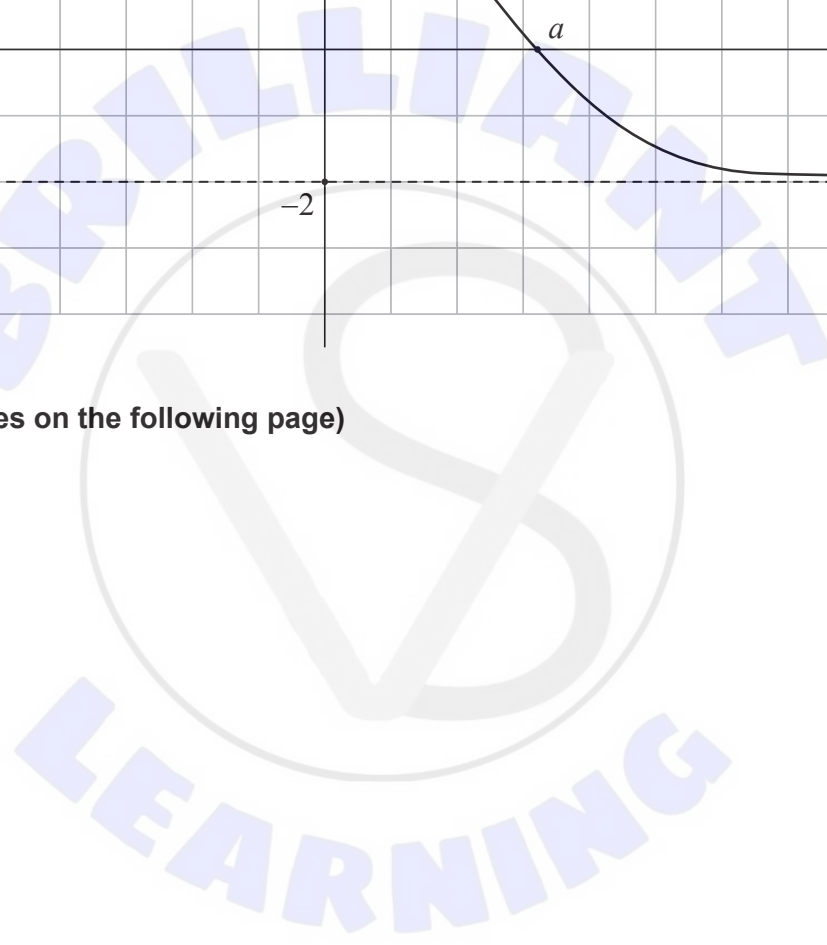 a
–2
es on the following page)
BRILLIANT
LEARNING